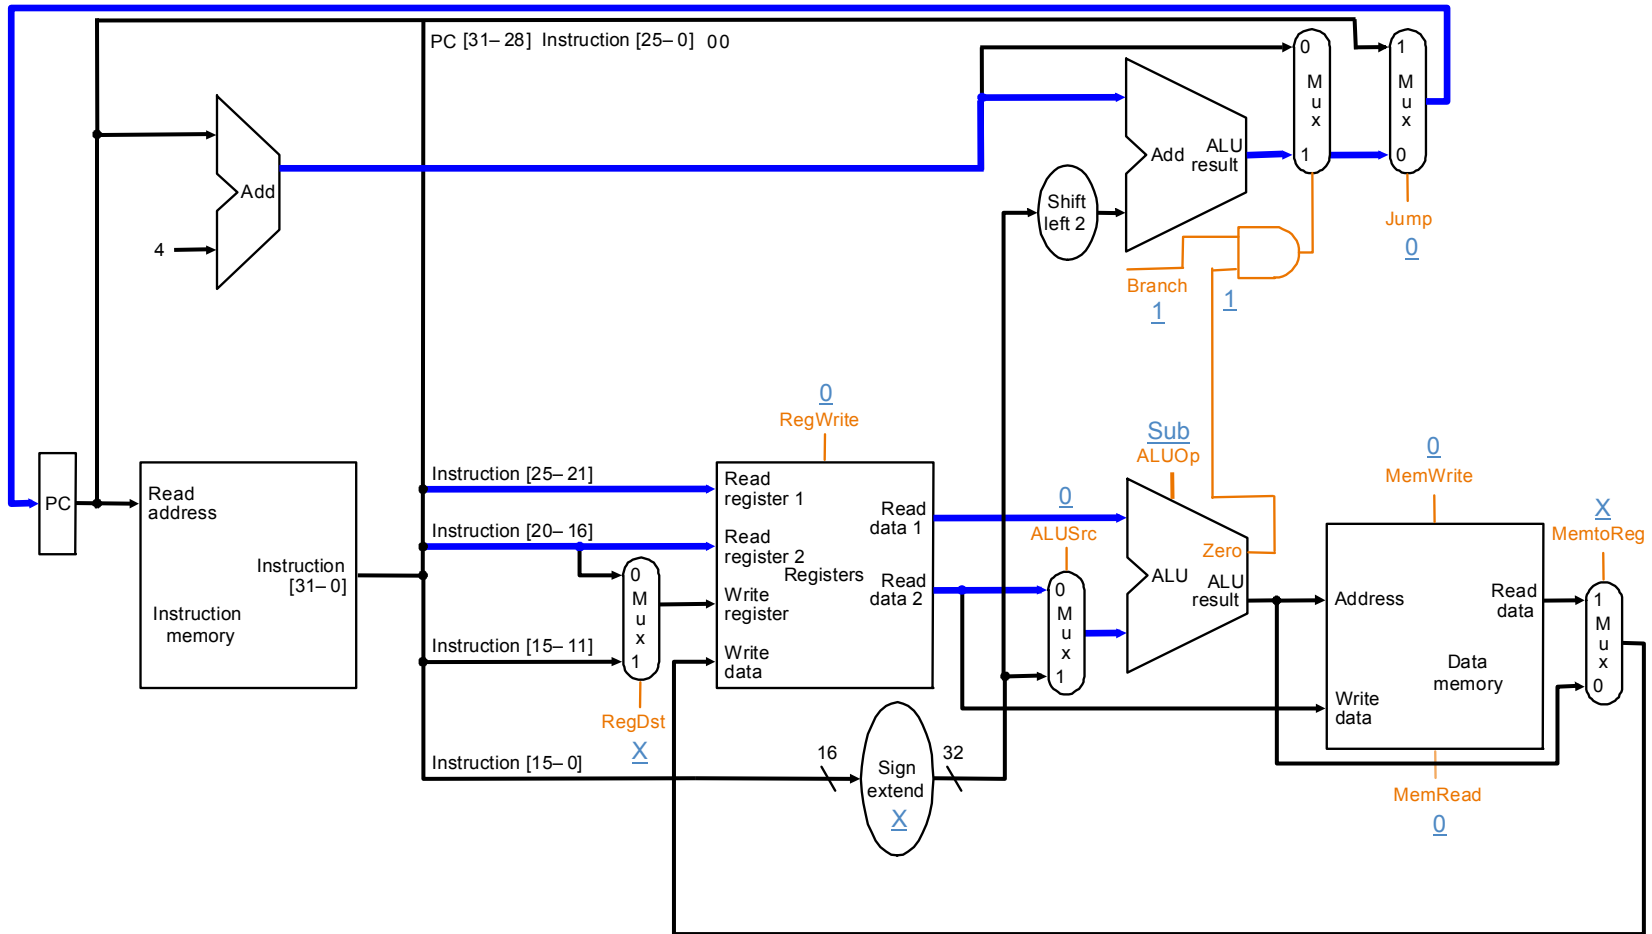 PC [31– 28] Instruction [25– 0] 00
0
M
u
x
1
1
M
u
x
0
Add
4
Add
ALU
result
Shift
left 2
Jump
0
Branch
1
1
0
RegWrite
Sub
ALUOp
0
MemWrite
X
MemtoReg
PC
Read
address
Instruction
[31– 0]
Instruction
memory
Instruction [25– 21]
Instruction [20– 16]
Instruction [15– 11]
Instruction [15– 0]
0
M
u
x
1
RegDst
X
Read
register 1
Read
register 2
Write
register
Write
data
Registers
Read
data 1
Read
data 2
0
ALUSrc
0
M
u
x
1
Zero
ALU
ALU
result
Address
Read
data
Data
memory
Write
data
1
M
u
x
0
16
Sign
extend
X
32
MemRead
0